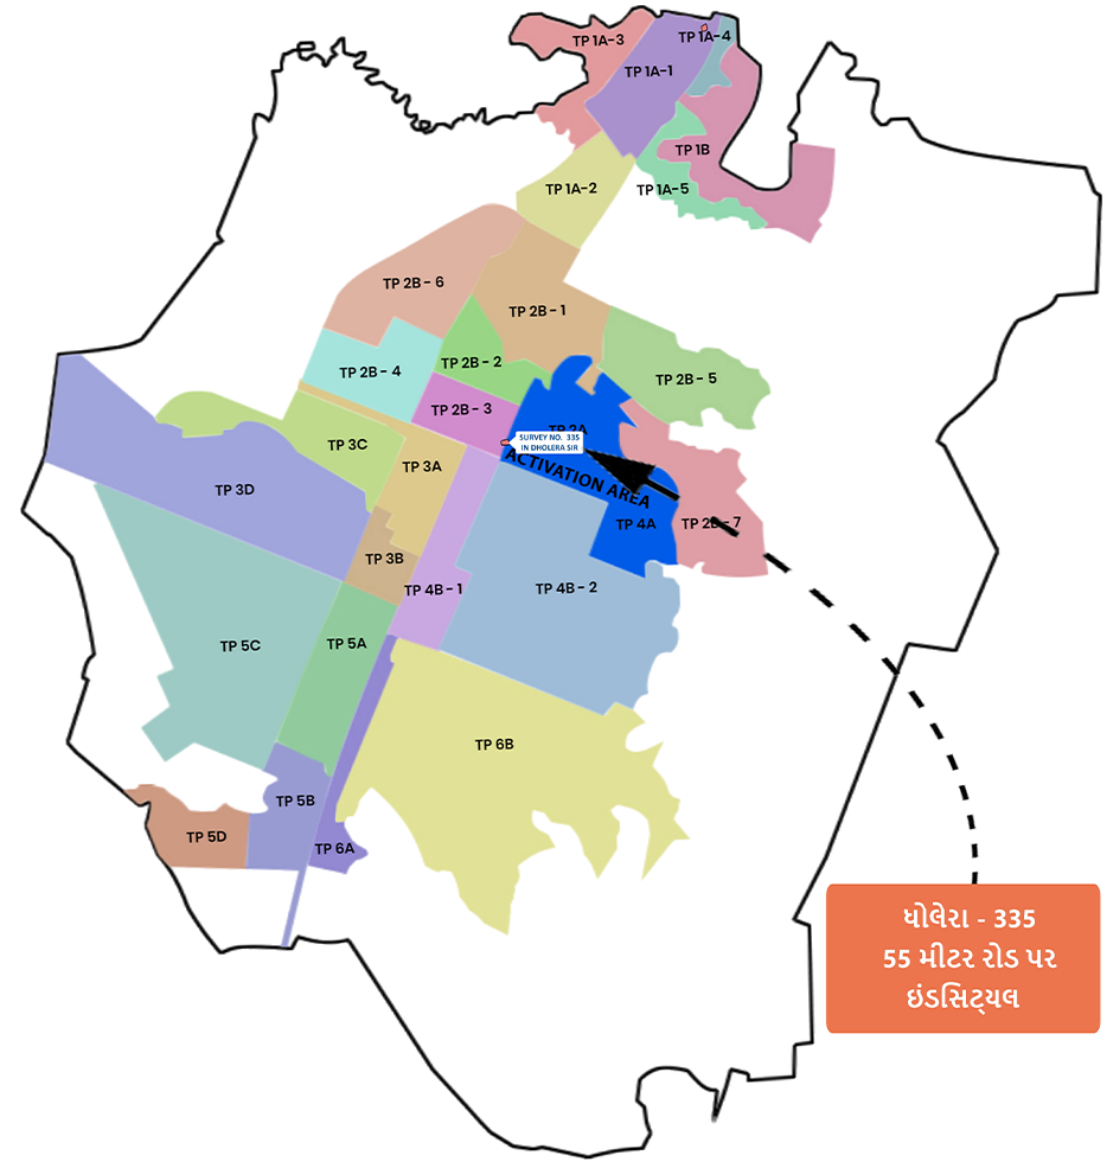 TP 1A-3
TP 1A-4
TP 1A-1
TP 1B
TP 1A-2
TP 1A-5
TP 2B - 6
TP 2B - 1
TP 2B - 2
TP 2B - 4
TP 2B - 5
TP 2B - 3
TP 2A
SURVEY NO. 335
IN DHOLERA SIR
TP 3C
TP 3A
ACTIVATION AREA
TP 3D
TP 4A
TP 2B - 7
TP 3B
TP 4B - 1
TP 4B - 2
TP 5C
TP 5A
TP 6B
TP 5B
TP 5D
TP 6A
ધોલેરા - 335
55 મીટર રોડ પર
ઇંડસિટ્યલ